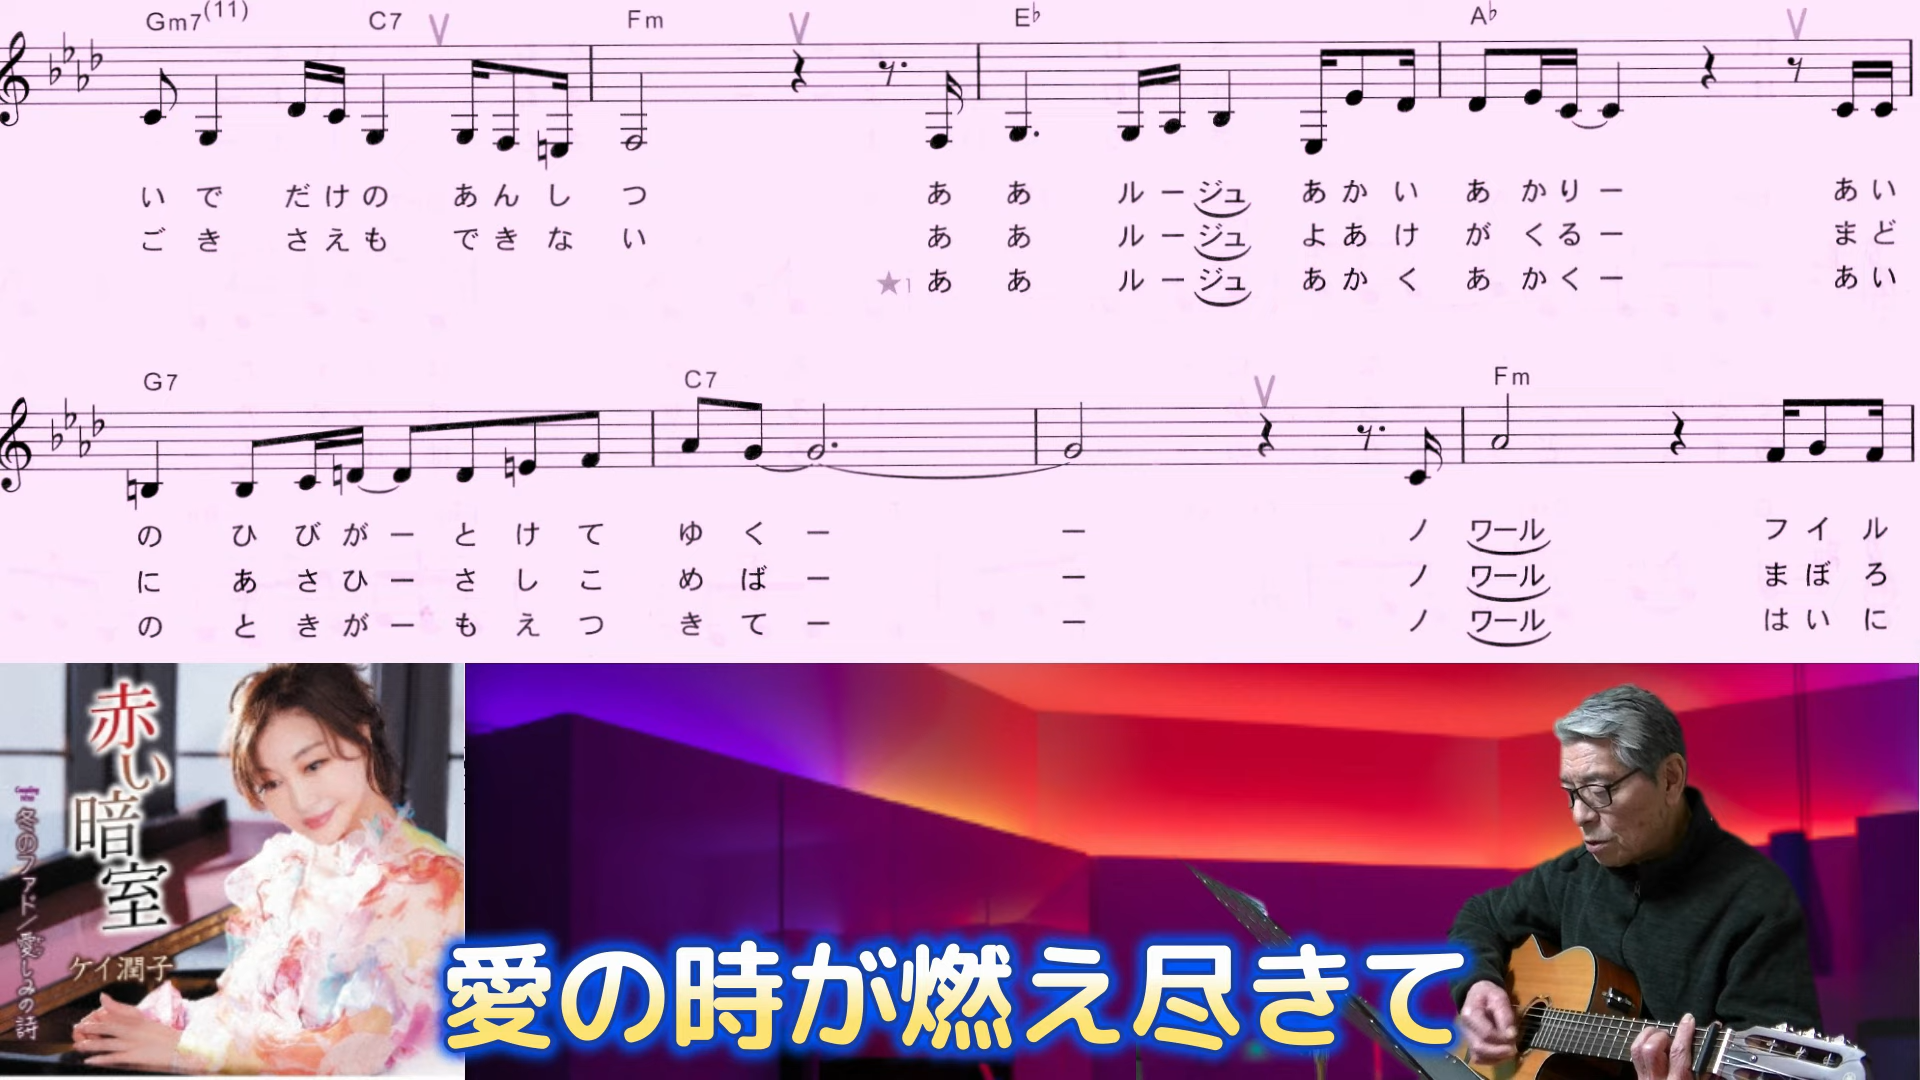 Gm7(11) C7 Fm E♭ A♭
いで だけの あんし つ あ あ ルージュ あかい あ かりー あい
ごき さえも できな い あ あ ルージュ よあけ が くるー まど
★1 あ あ ルージュ あかく あ かくー あい
G7 C7 Fm
の ひびがーとけて ゆくー ー ノ ワール フイル
に あさひーさしこ めばー ー ノ ワール まぼろ
の ときがーもえつ きてー ー ノ ワール はいに
赤い暗室
Coupling
冬のファド/愛しみの詩
ケイ潤子
愛の時が燃え尽きて